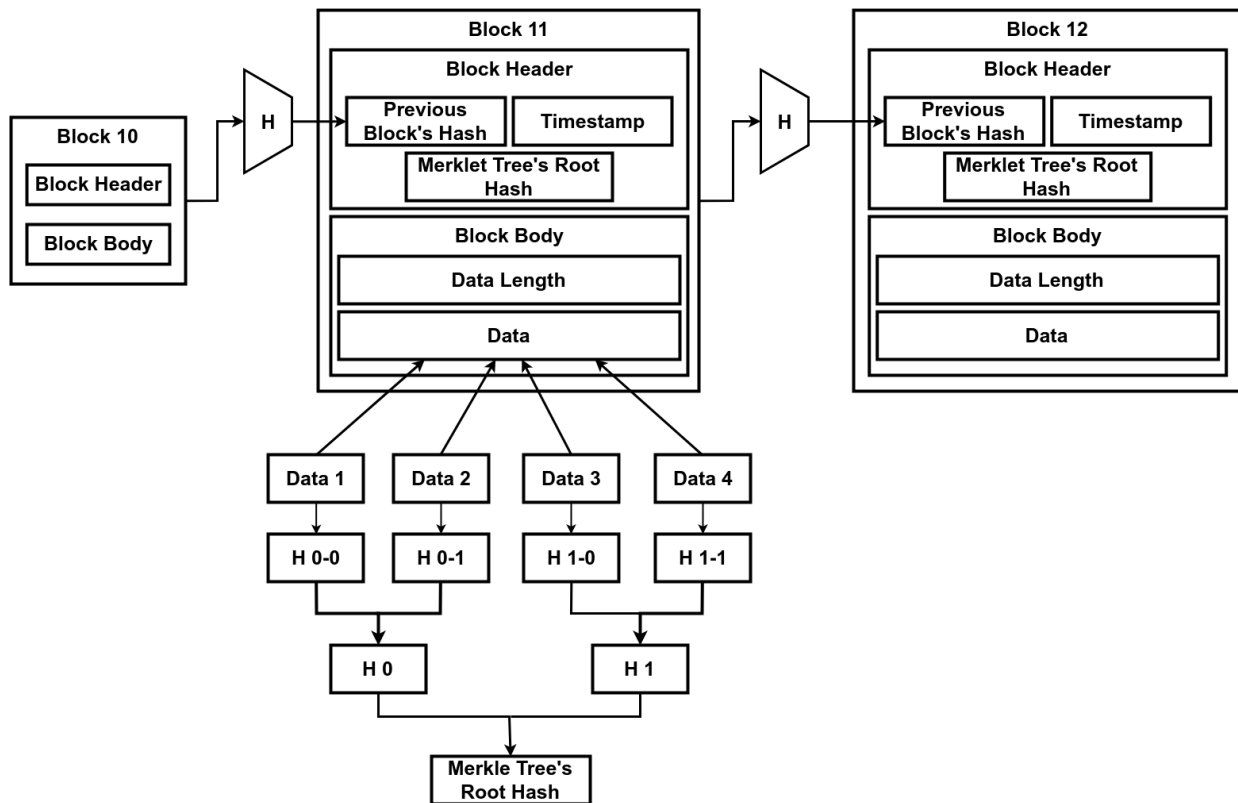 Block 10
Block Header
Block Body
H
Block 11
Block Header
Previous
Block's Hash
Timestamp
Merklet Tree's Root
Hash
Block Body
Data Length
Data
H
Block 12
Block Header
Previous
Block's Hash
Timestamp
Merklet Tree's Root
Hash
Block Body
Data Length
Data
Data 1
Data 2
Data 3
Data 4
H 0-0
H 0-1
H 1-0
H 1-1
H 0
H 1
Merkle Tree's
Root Hash